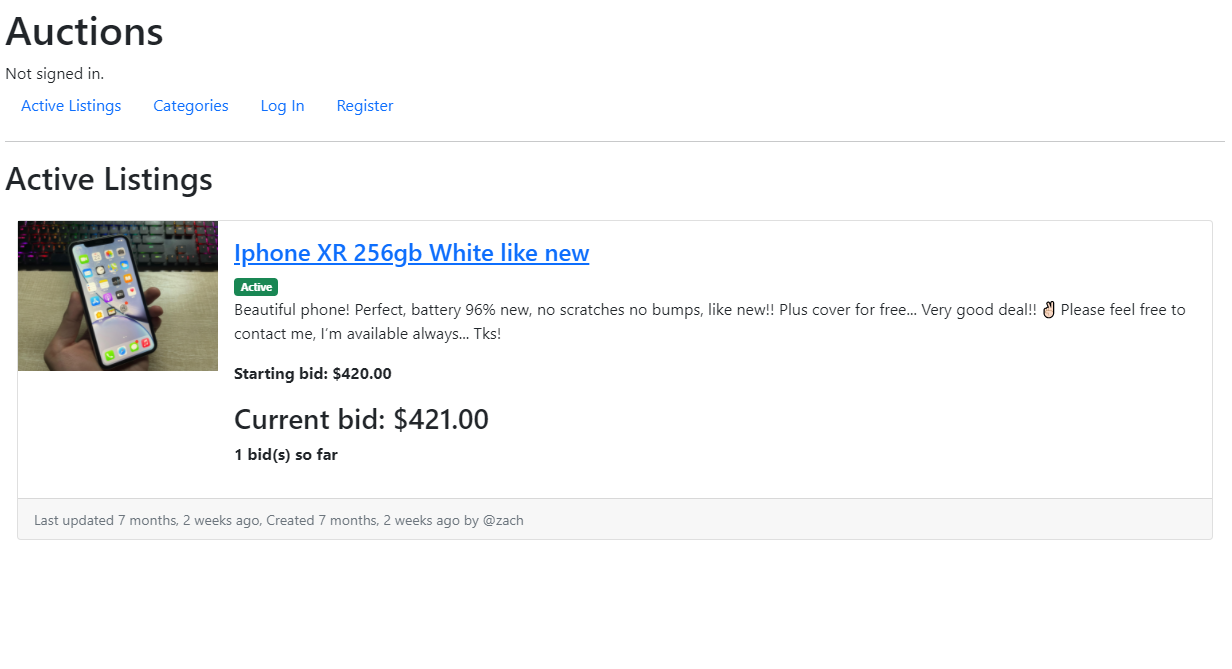 Auctions
Not signed in.
Active Listings Categories Log In Register
Active Listings
Iphone XR 256gb White like new
Active
Beautiful phone! Perfect, battery 96% new, no scratches no bumps, like new!! Plus cover for free... Very good deal!! ✌🏻 Please feel free to
contact me, I’m available always... Tks!
Starting bid: $420.00
Current bid: $421.00
1 bid(s) so far
Last updated 7 months, 2 weeks ago, Created 7 months, 2 weeks ago by @zach